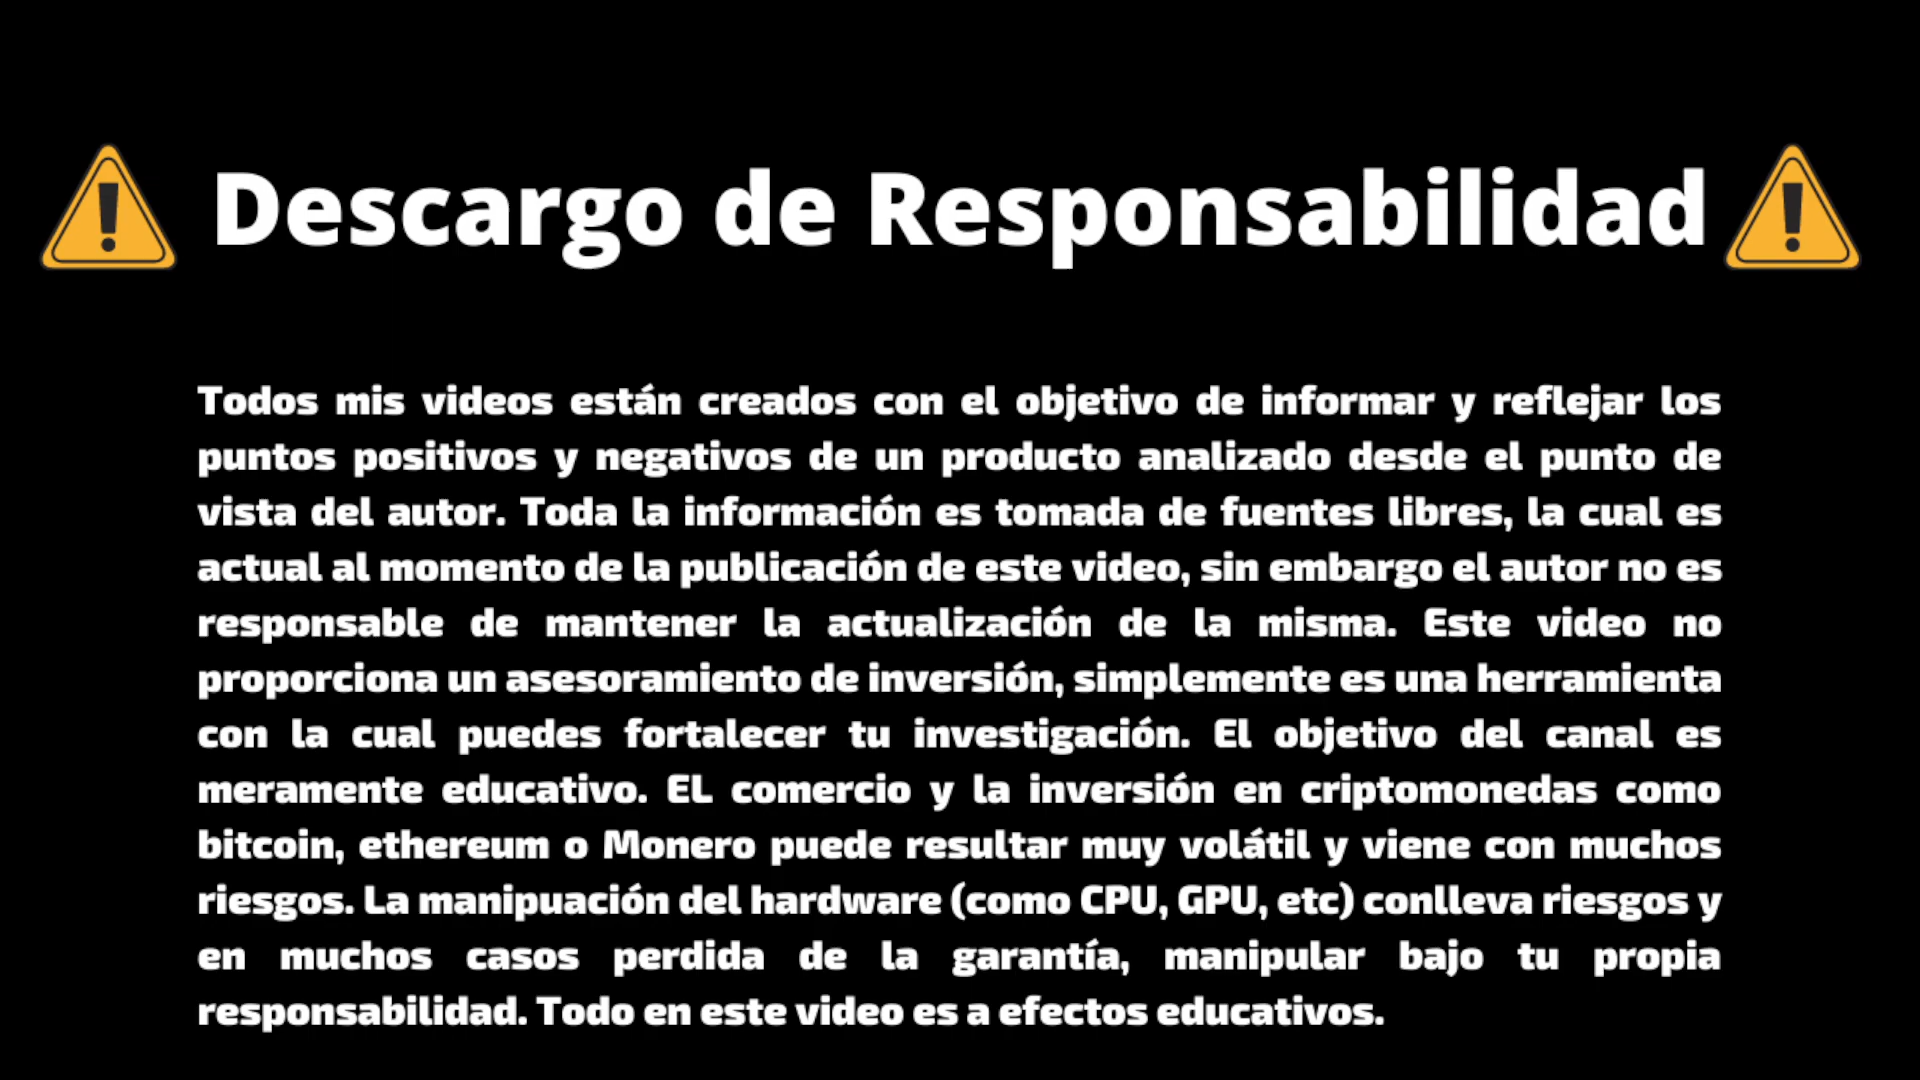 Descargo de Responsabilidad
Todos mis videos están creados con el objetivo de informar y reflejar los
puntos positivos y negativos de un producto analizado desde el punto de
vista del autor. Toda la información es tomada de fuentes libres, la cual es
actual al momento de la publicación de este video, sin embargo el autor no es
responsable de mantener la actualización de la misma. Este video no
proporciona un asesoramiento de inversión, simplemente es una herramienta
con la cual puedes fortalecer tu investigación. El objetivo del canal es
meramente educativo. EL comercio y la inversión en criptomonedas como
bitcoin, ethereum o Monero puede resultar muy volátil y viene con muchos
riesgos. La manipuación del hardware (como CPU, GPU, etc) conlleva riesgos y
en muchos casos perdida de la garantía, manipular bajo tu propia
responsabilidad. Todo en este video es a efectos educativos.